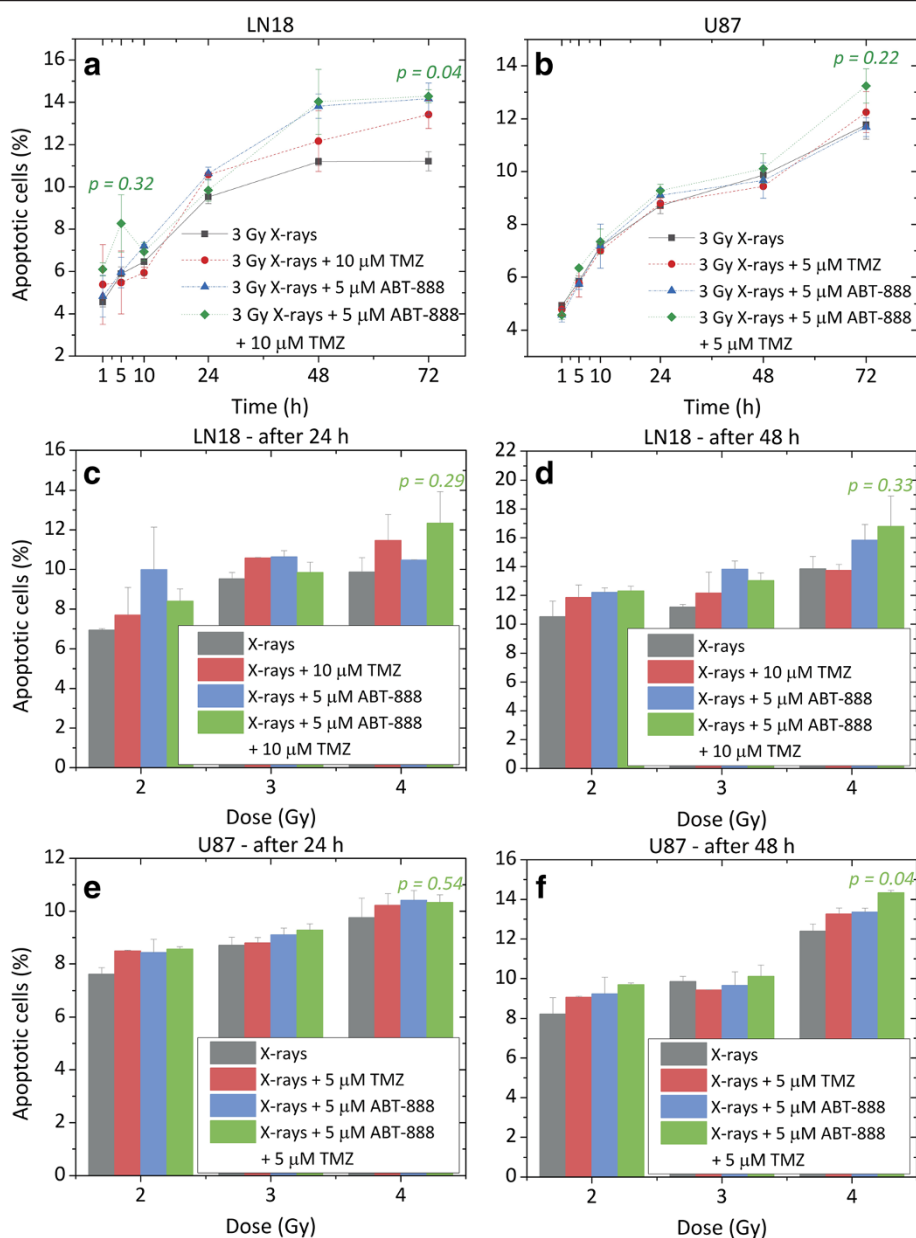 LN18
a
p = 0.04
p = 0.32
Apoptotic cells (%)
16
14
12
10
8
6
4
2
3 Gy X-rays
3 Gy X-rays + 10 μM TMZ
3 Gy X-rays + 5 μM ABT-888
3 Gy X-rays + 5 μM ABT-888
+ 10 μM TMZ
1 5 10 24 48 72
Time (h)
U87
b
p = 0.22
Apoptotic cells (%)
14
12
10
8
6
4
3 Gy X-rays
3 Gy X-rays + 5 μM TMZ
3 Gy X-rays + 5 μM ABT-888
3 Gy X-rays + 5 μM ABT-888
+ 5 μM TMZ
1 5 10 24 48 72
Time (h)
LN18 - after 24 h
c
p = 0.29
Apoptotic cells (%)
16
14
12
10
8
6
4
2
0
X-rays
X-rays + 10 μM TMZ
X-rays + 5 μM ABT-888
X-rays + 5 μM ABT-888
+ 10 μM TMZ
2 3 4
Dose (Gy)
LN18 - after 48 h
d
p = 0.33
22
20
18
16
14
12
10
8
6
4
2
0
X-rays
X-rays + 10 μM TMZ
X-rays + 5 μM ABT-888
X-rays + 5 μM ABT-888
+ 10 μM TMZ
2 3 4
Dose (Gy)
U87 - after 24 h
e
p = 0.54
Apoptotic cells (%)
12
10
8
6
4
2
0
X-rays
X-rays + 5 μM TMZ
X-rays + 5 μM ABT-888
X-rays + 5 μM ABT-888
+ 5 μM TMZ
2 3 4
Dose (Gy)
U87 - after 48 h
f
p = 0.04
16
14
12
10
8
6
4
2
0
X-rays
X-rays + 5 μM TMZ
X-rays + 5 μM ABT-888
X-rays + 5 μM ABT-888
+ 5 μM TMZ
2 3 4
Dose (Gy)